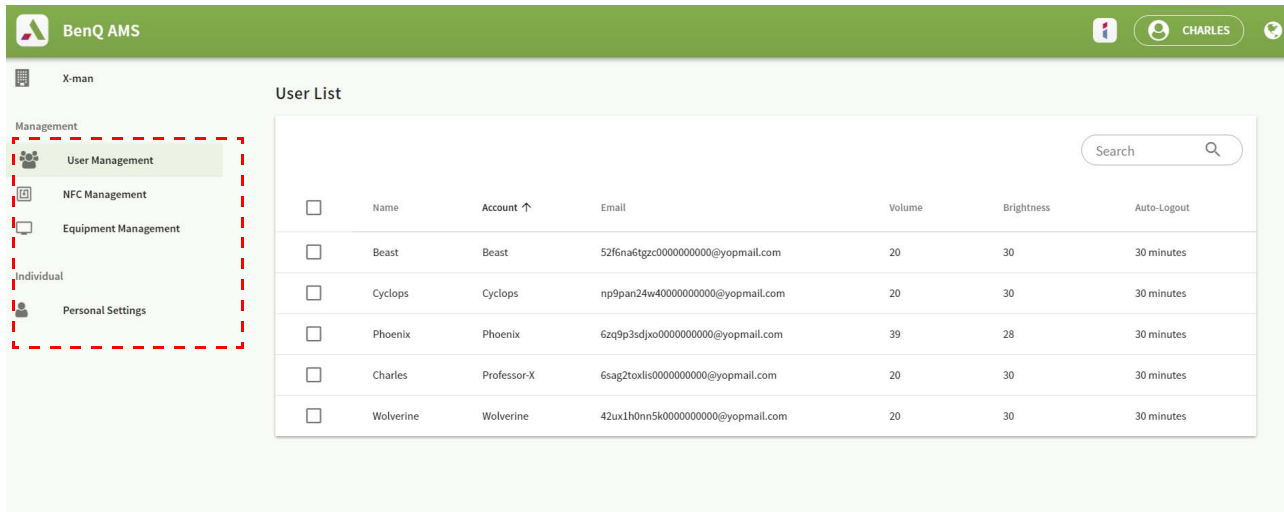 BenQ AMS
CHARLES
X-man
Management
User Management
NFC Management
Equipment Management
Individual
Personal Settings
User List
Search
Name Account ↑ Email Volume Brightness Auto-Logout
Beast Beast 52f6na6tgzc0000000000@yopmail.com 20 30 30 minutes
Cyclops Cyclops np9pan24w40000000000@yopmail.com 20 30 30 minutes
Phoenix Phoenix 6zq9p3sdjxo0000000000@yopmail.com 39 28 30 minutes
Charles Professor-X 6sag2toxlis0000000000@yopmail.com 20 30 30 minutes
Wolverine Wolverine 42ux1h0nn5k0000000000@yopmail.com 20 30 30 minutes